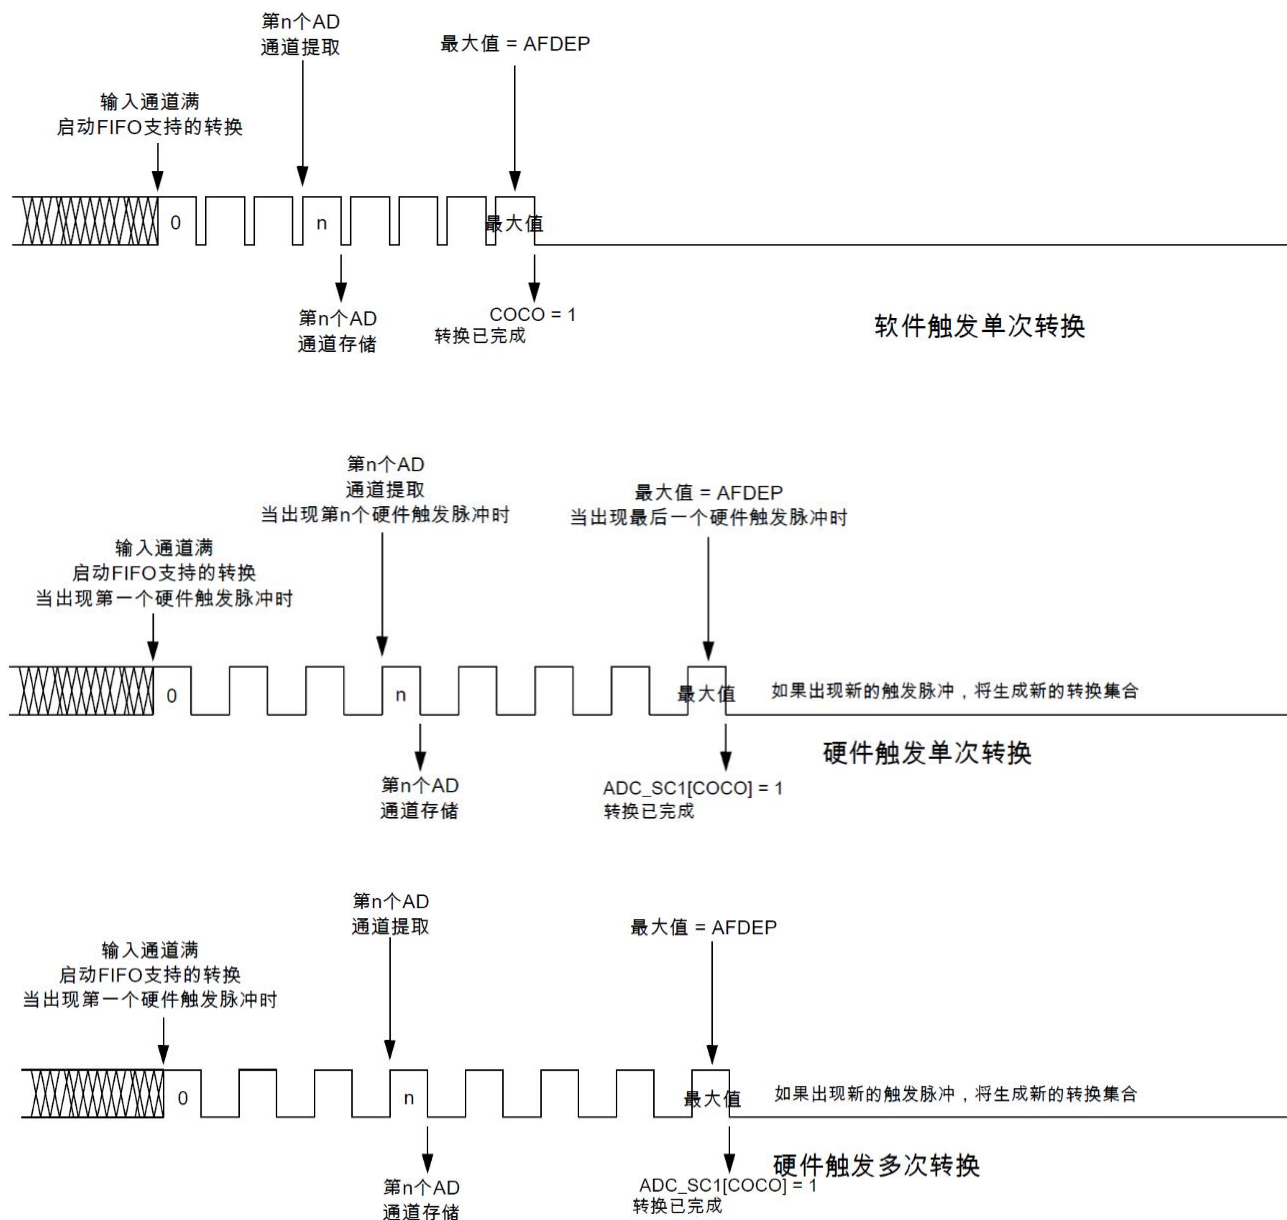 第n个AD
通道提取
最大值 = AFDEP
输入通道满
启动FIFO支持的转换
0
n
最大值
第n个AD
通道存储
COCO = 1
转换已完成
软件触发单次转换
第n个AD
通道提取
当出现第n个硬件触发脉冲时
最大值 = AFDEP
当出现最后一个硬件触发脉冲时
输入通道满
启动FIFO支持的转换
当出现第一个硬件触发脉冲时
0
n
最大值
如果出现新的触发脉冲，将生成新的转换集合
硬件触发单次转换
第n个AD
通道存储
ADC_SC1[COCO] = 1
转换已完成
第n个AD
通道提取
最大值 = AFDEP
输入通道满
启动FIFO支持的转换
当出现第一个硬件触发脉冲时
0
n
最大值
如果出现新的触发脉冲，将生成新的转换集合
硬件触发多次转换
第n个AD
通道存储
ADC_SC1[COCO] = 1
转换已完成